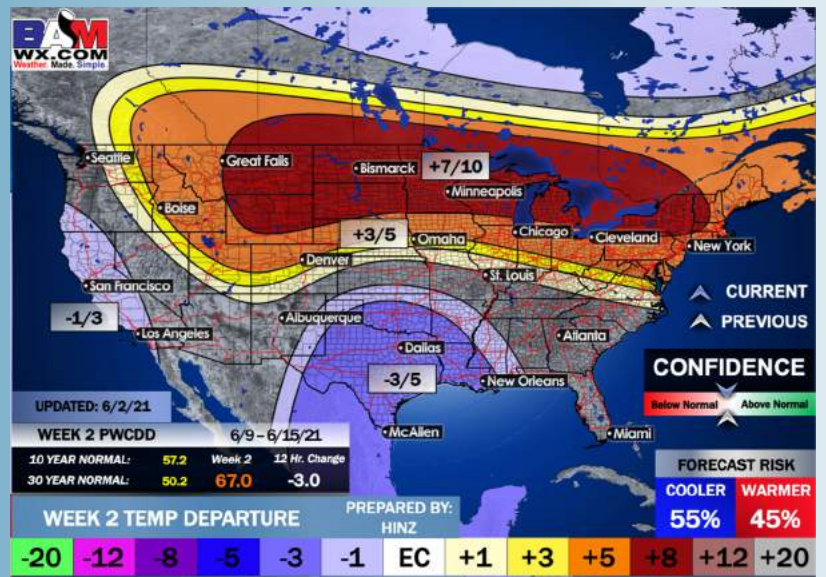 BAM
WX.COM
Weather. Made. Simple.
Seattle
Great Falls
Bismarck
+7/10
Minneapolis
Boise
+3/5
Omaha
Chicago
Cleveland
New York
Denver
St. Louis
San Francisco
-1/3
Los Angeles
Albuquerque
Atlanta
Dallas
-3/5
New Orleans
McAllen
Miami
CURRENT
PREVIOUS
CONFIDENCE
Below Normal
Above Normal
UPDATED: 6/2/21
WEEK 2 PWCDD 6/9 – 6/15/21
10 YEAR NORMAL: 57.2 Week 2 12 Hr. Change
30 YEAR NORMAL: 50.2 67.0 -3.0
FORECAST RISK
COOLER WARMER
55% 45%
WEEK 2 TEMP DEPARTURE
PREPARED BY:
HINZ
-20 -12 -8 -5 -3 -1 EC +1 +3 +5 +8 +12 +20